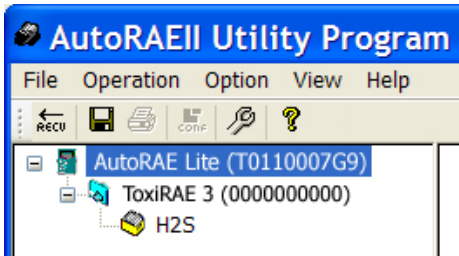 AutoRAEII Utility Program
File Operation Option View Help
RECV CONF ?
AutoRAE Lite (T0110007G9)
ToxiRAE 3 (0000000000)
H2S